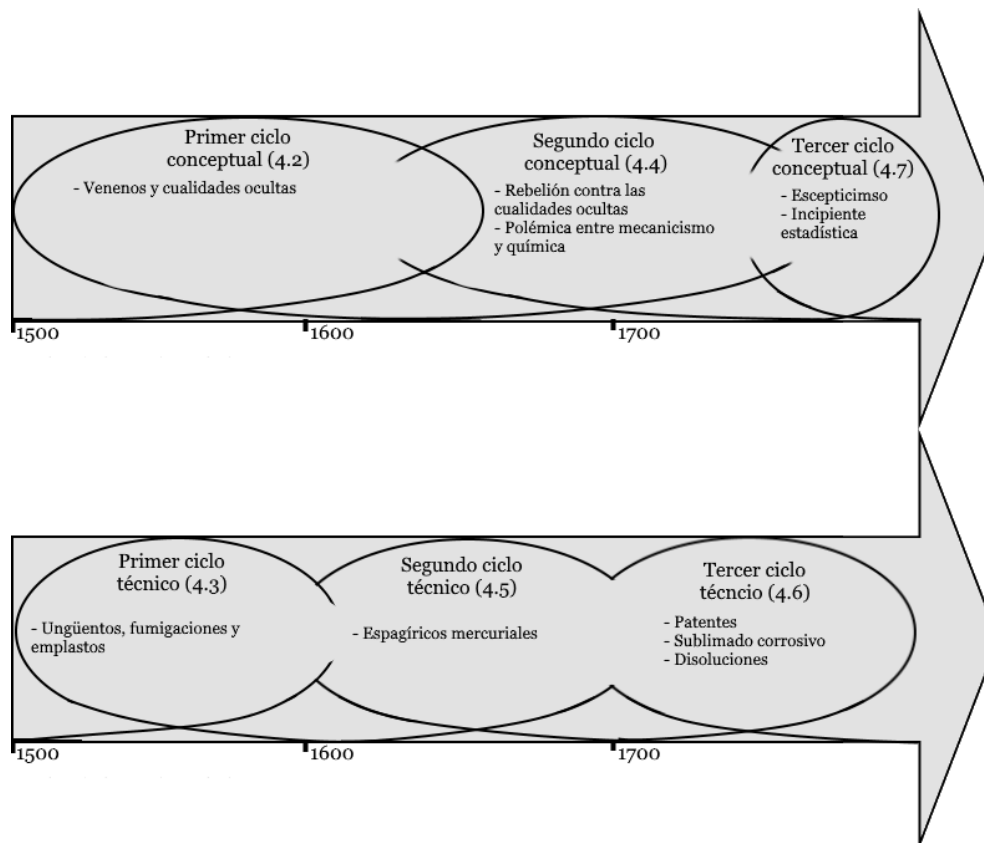 Primer ciclo
conceptual (4.2)
- Venenos y cualidades ocultas
Segundo ciclo
conceptual (4.4)
- Rebelión contra las
cualidades ocultas
- Polémica entre mecanicismo
y química
Tercer ciclo
conceptual (4.7)
- Escepticimso
- Incipiente
estadística
1500
1600
1700
Primer ciclo
técnico (4.3)
- Ungüentos, fumigaciones y
emplastos
Segundo ciclo
técnico (4.5)
- Espagíricos mercuriales
Tercer ciclo
técncio (4.6)
- Patentes
- Sublimado corrosivo
- Disoluciones
1500
1600
1700